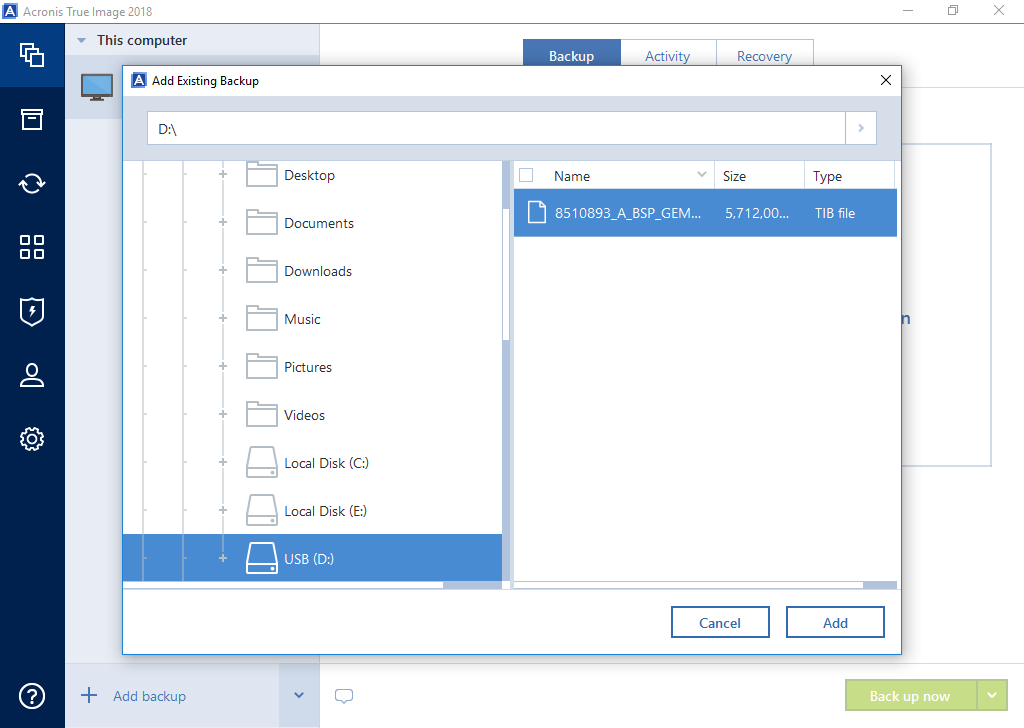 Acronis True Image 2018
This computer
Backup
Activity
Recovery
Add Existing Backup
D:\
Desktop
Documents
Downloads
Music
Pictures
Videos
Local Disk (C:)
Local Disk (E:)
USB (D:)
Name Size Type
8510893_A_BSP_GEM... 5,712,00... TIB file
Cancel
Add
Add backup
Back up now